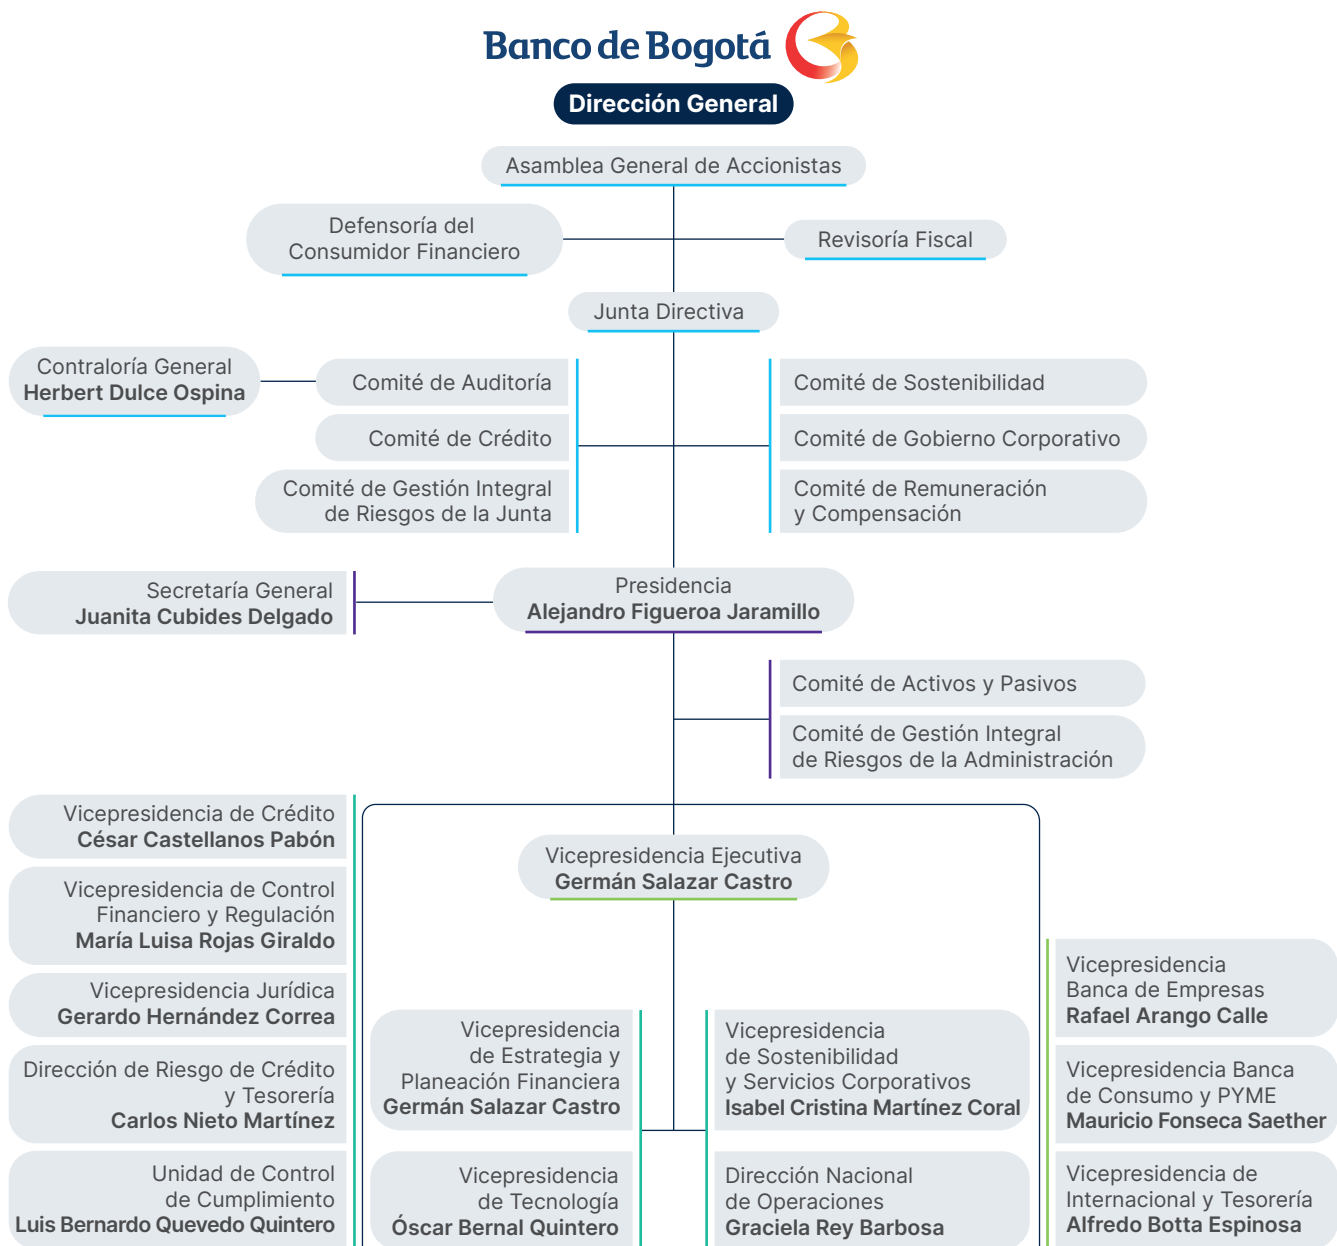 Banco de Bogotá
Dirección General
Asamblea General de Accionistas
Defensoría del
Consumidor Financiero
Revisoría Fiscal
Junta Directiva
Contraloría General
Herbert Dulce Ospina
Comité de Auditoría
Comité de Crédito
Comité de Gestión Integral
de Riesgos de la Junta
Comité de Sostenibilidad
Comité de Gobierno Corporativo
Comité de Remuneración
y Compensación
Secretaría General
Juanita Cubides Delgado
Presidencia
Alejandro Figueroa Jaramillo
Comité de Activos y Pasivos
Comité de Gestión Integral
de Riesgos de la Administración
Vicepresidencia de Crédito
César Castellanos Pabón
Vicepresidencia de Control
Financiero y Regulación
María Luisa Rojas Giraldo
Vicepresidencia Jurídica
Gerardo Hernández Correa
Dirección de Riesgo de Crédito
y Tesorería
Carlos Nieto Martínez
Unidad de Control
de Cumplimiento
Luis Bernardo Quevedo Quintero
Vicepresidencia Ejecutiva
Germán Salazar Castro
Vicepresidencia
de Estrategia y
Planeación Financiera
Germán Salazar Castro
Vicepresidencia
de Tecnología
Óscar Bernal Quintero
Vicepresidencia
de Sostenibilidad
y Servicios Corporativos
Isabel Cristina Martínez Coral
Dirección Nacional
de Operaciones
Graciela Rey Barbosa
Vicepresidencia
Banca de Empresas
Rafael Arango Calle
Vicepresidencia Banca
de Consumo y PYME
Mauricio Fonseca Saether
Vicepresidencia de
Internacional y Tesorería
Alfredo Botta Espinosa